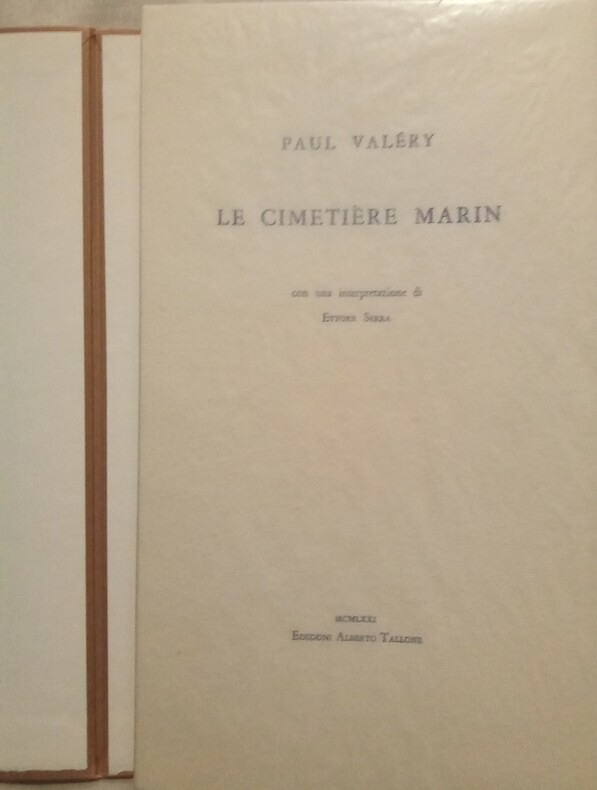 PAUL VALÉRY
LE CIMETIÈRE MARIN
con una interpretazione di
ETTORE SERRA
MCMLXXI
EDIZIONI ALBERTO TALLONE